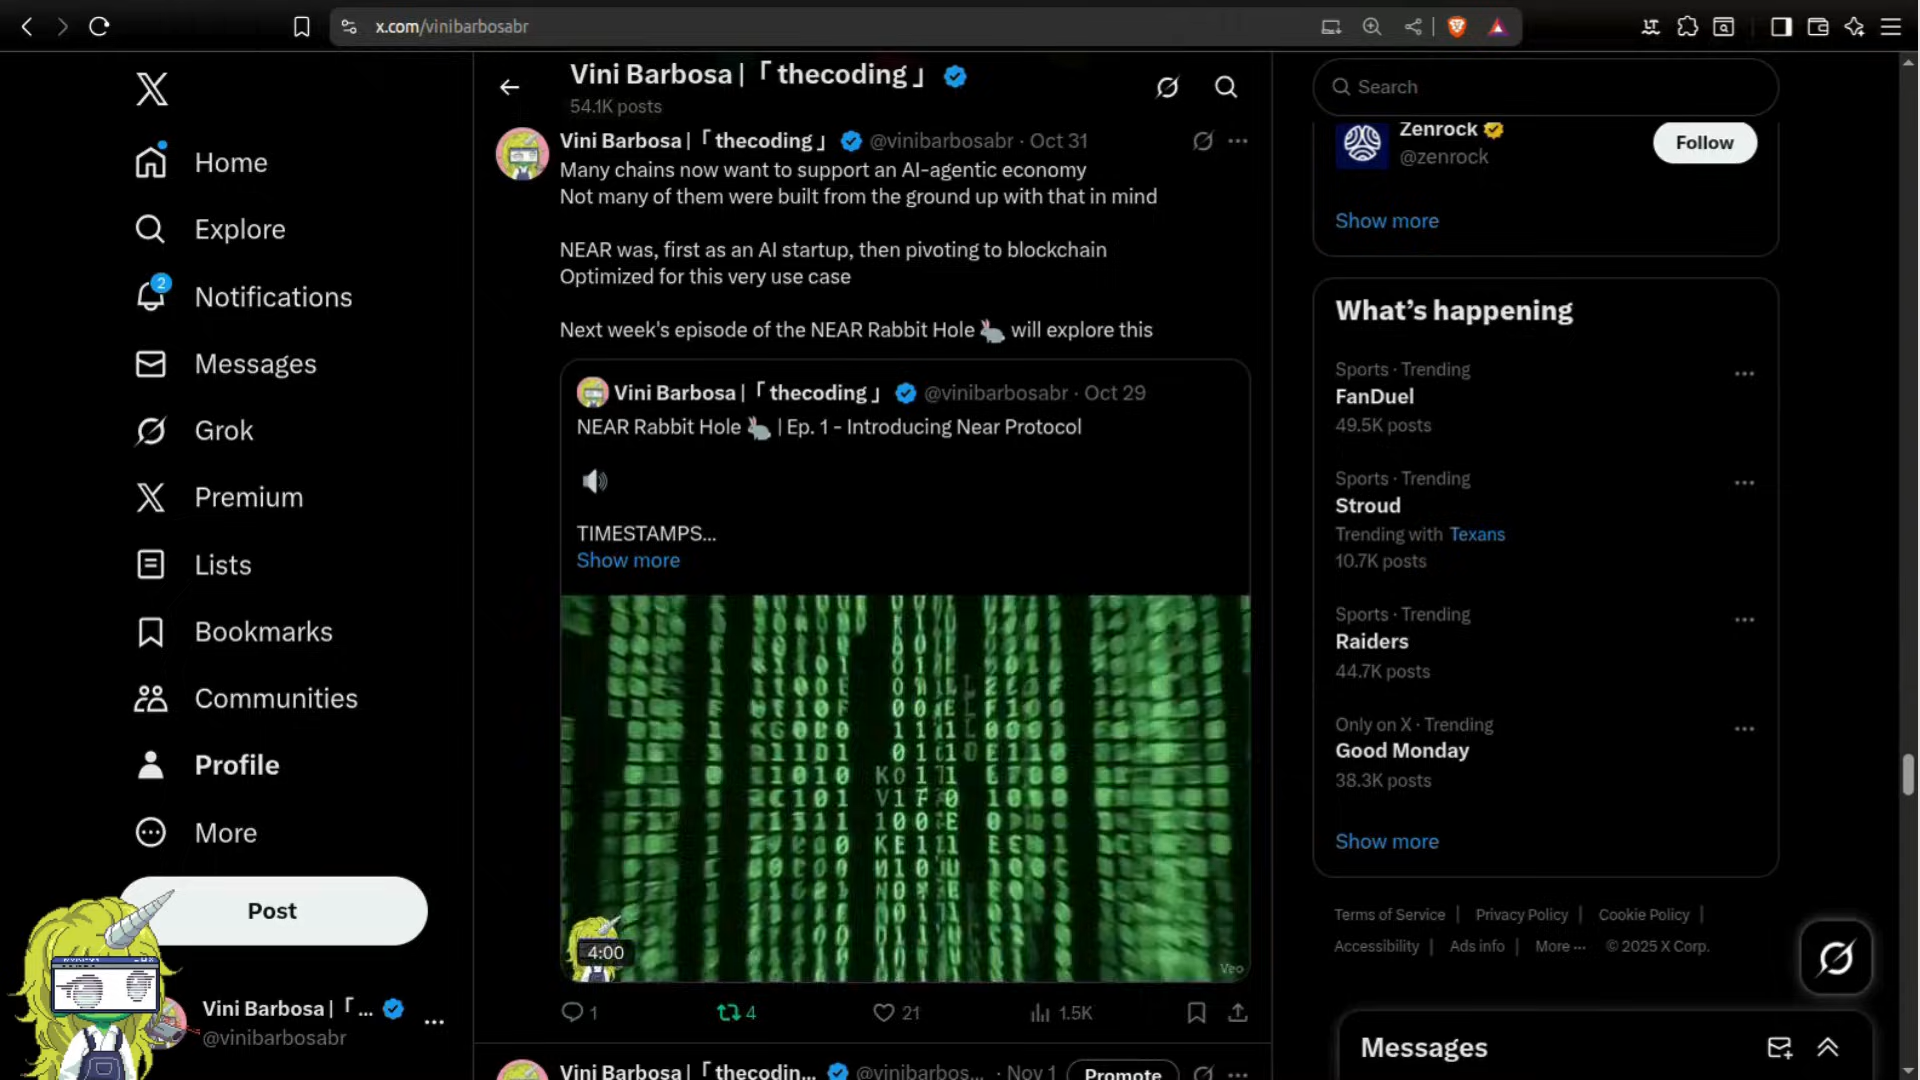 x.com/vinibarbosabr
Home
Explore
2
Notifications
Messages
Grok
Premium
Lists
Bookmarks
Communities
Profile
More
Post
Vini Barbosa |「 ...
@vinibarbosabr
Vini Barbosa |「 thecoding 」
54.1K posts
Vini Barbosa |「 thecoding 」 @vinibarbosabr · Oct 31
Many chains now want to support an AI-agentic economy
Not many of them were built from the ground up with that in mind
NEAR was, first as an AI startup, then pivoting to blockchain
Optimized for this very use case
Next week's episode of the NEAR Rabbit Hole 🐇 will explore this
Vini Barbosa |「 thecoding 」 @vinibarbosabr · Oct 29
NEAR Rabbit Hole 🐇 | Ep. 1 - Introducing Near Protocol
🔊
TIMESTAMPS...
Show more
4:00
Veo
1 4 21 1.5K
Vini Barbosa |「 thecodin... @vinibarbos... · Nov 1
Promote
Search
Zenrock
@zenrock
Follow
Show more
What's happening
Sports · Trending
FanDuel
49.5K posts
Sports · Trending
Stroud
Trending with Texans
10.7K posts
Sports · Trending
Raiders
44.7K posts
Only on X · Trending
Good Monday
38.3K posts
Show more
Terms of Service | Privacy Policy | Cookie Policy |
Accessibility | Ads info | More ··· © 2025 X Corp.
Messages